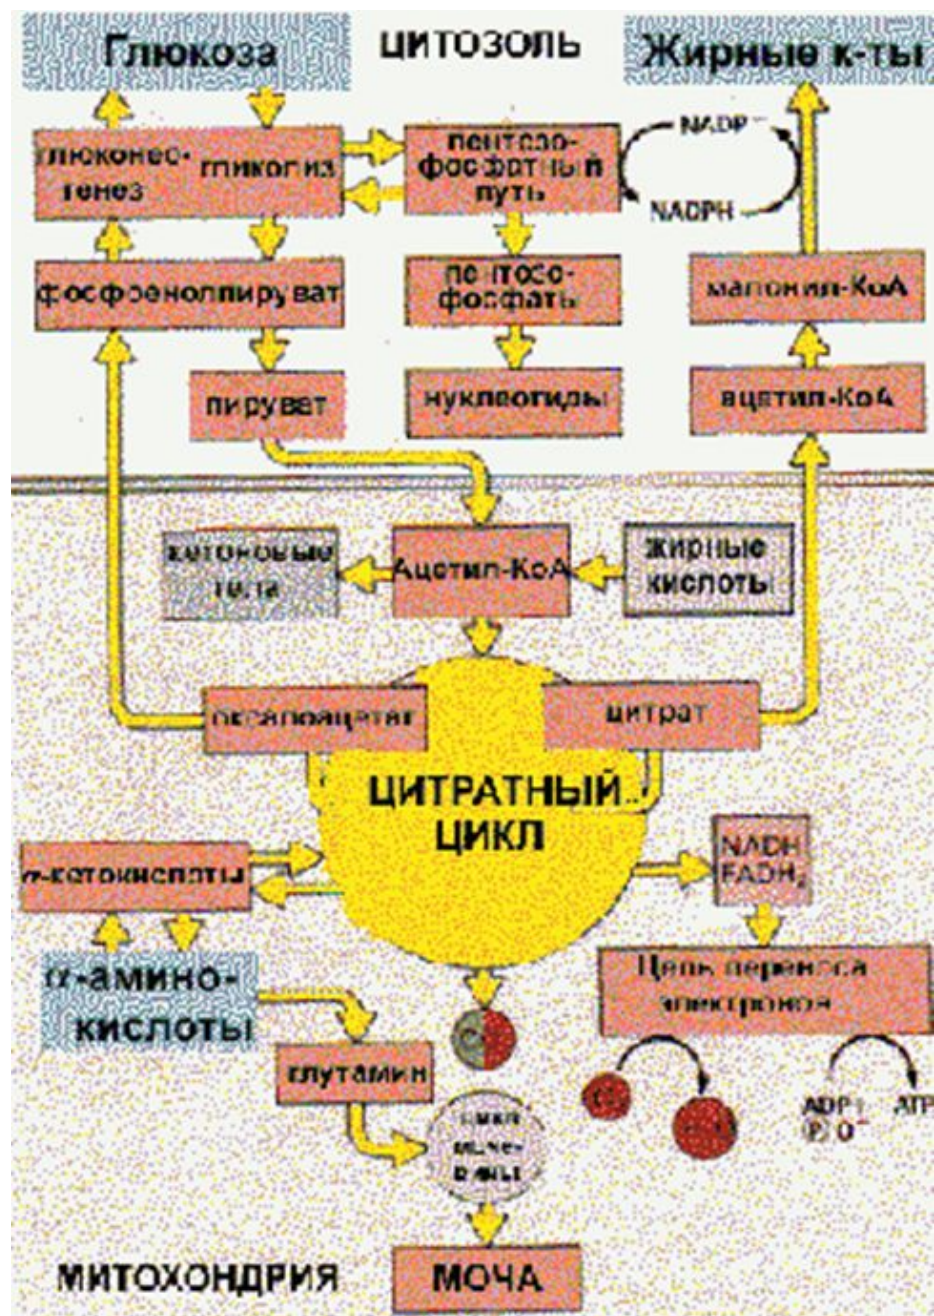 Глюкоза
ЦИТОЗОЛЬ
Жирные к-ты
глюконео-
генез
гликолиз
пентозо-
фосфатный
путь
NADP⁺
NADPH
фосфоенолпируват
пентозо-
фосфаты
малонил-КоА
пируват
нуклеотиды
ацетил-КоА
кетоновые
тела
Ацетил-КоА
жирные
кислоты
оксалоацетат
цитрат
ЦИТРАТНЫЙ
ЦИКЛ
α-кетокислоты
NADH
FADH₂
α-амино-
кислоты
Цепь переноса
электронов
глутамин
ADP+
ATP
(P) O⁻
цикл
МИТОХОНДРИЯ
МОЧА